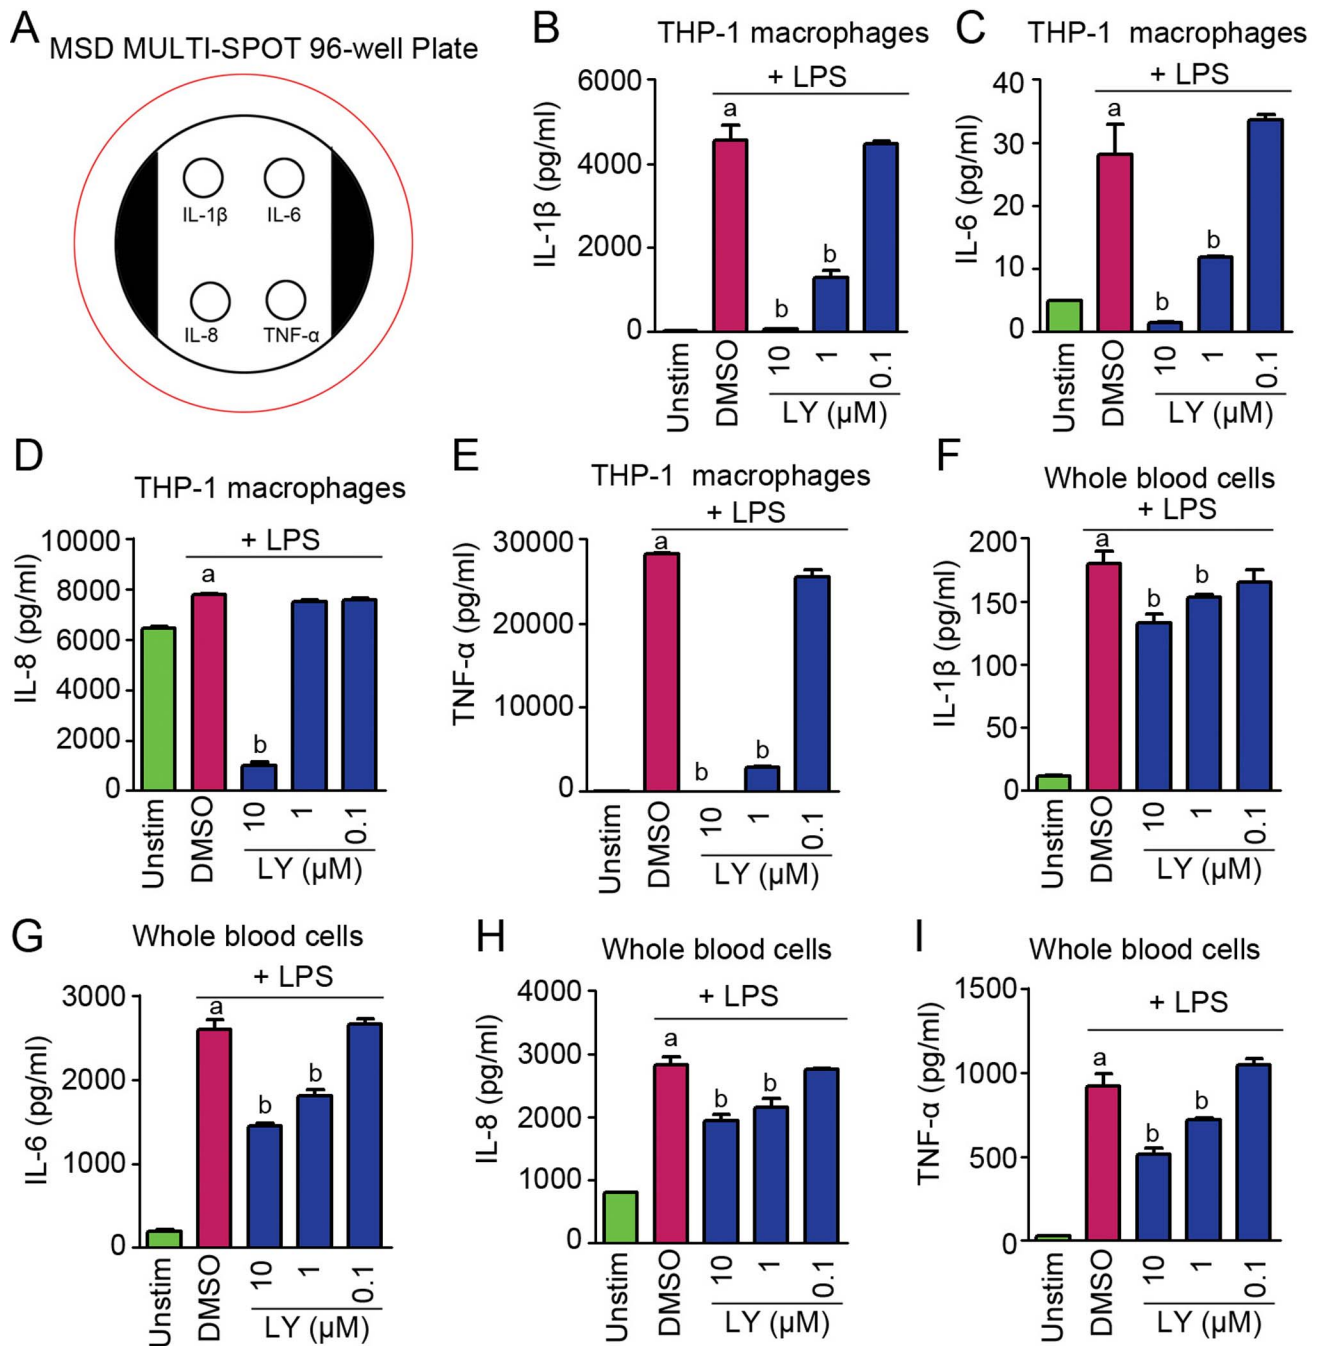 A
MSD MULTI-SPOT 96-well Plate
IL-1β IL-6
IL-8 TNF-α
B
THP-1 macrophages
+ LPS
IL-1β (pg/ml)
6000
4000
2000
0
a
b
b
Unstim
DMSO
10
1
0.1
LY (μM)
C
THP-1 macrophages
+ LPS
IL-6 (pg/ml)
40
30
20
10
0
a
b
b
Unstim
DMSO
10
1
0.1
LY (μM)
D
THP-1 macrophages
+ LPS
IL-8 (pg/ml)
10000
8000
6000
4000
2000
0
a
b
Unstim
DMSO
10
1
0.1
LY (μM)
E
THP-1 macrophages
+ LPS
TNF-α (pg/ml)
30000
20000
10000
0
a
b
b
Unstim
DMSO
10
1
0.1
LY (μM)
F
Whole blood cells
+ LPS
IL-1β (pg/ml)
200
150
100
50
0
a
b
b
Unstim
DMSO
10
1
0.1
LY (μM)
G
Whole blood cells
+ LPS
IL-6 (pg/ml)
3000
2000
1000
0
a
b
b
Unstim
DMSO
10
1
0.1
LY (μM)
H
Whole blood cells
+ LPS
IL-8 (pg/ml)
4000
3000
2000
1000
0
a
b
b
Unstim
DMSO
10
1
0.1
LY (μM)
I
Whole blood cells
+ LPS
TNF-α (pg/ml)
1500
1000
500
0
a
b
b
Unstim
DMSO
10
1
0.1
LY (μM)